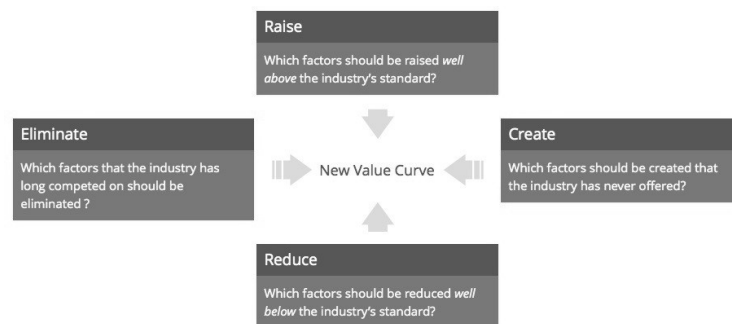 Raise
Which factors should be raised well
above the industry's standard?
Eliminate
Which factors that the industry has
long competed on should be
eliminated ?
New Value Curve
Create
Which factors should be created that
the industry has never offered?
Reduce
Which factors should be reduced well
below the industry's standard?